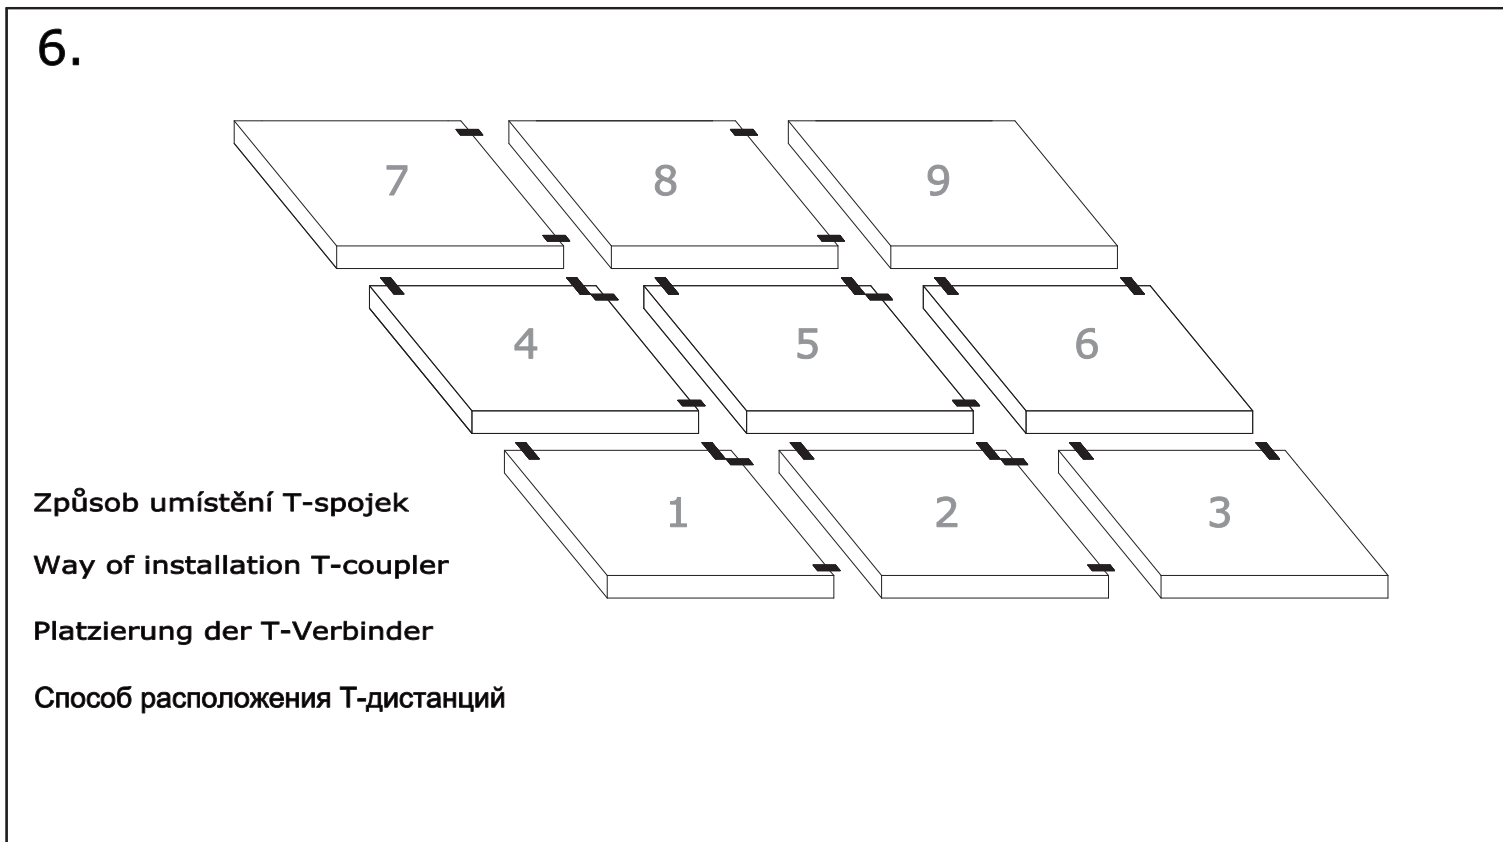 6.
7 8 9
4 5 6
1 2 3
Způsob umístění T-spojek
Way of installation T-coupler
Platzierung der T-Verbinder
Способ расположения Т-дистанций